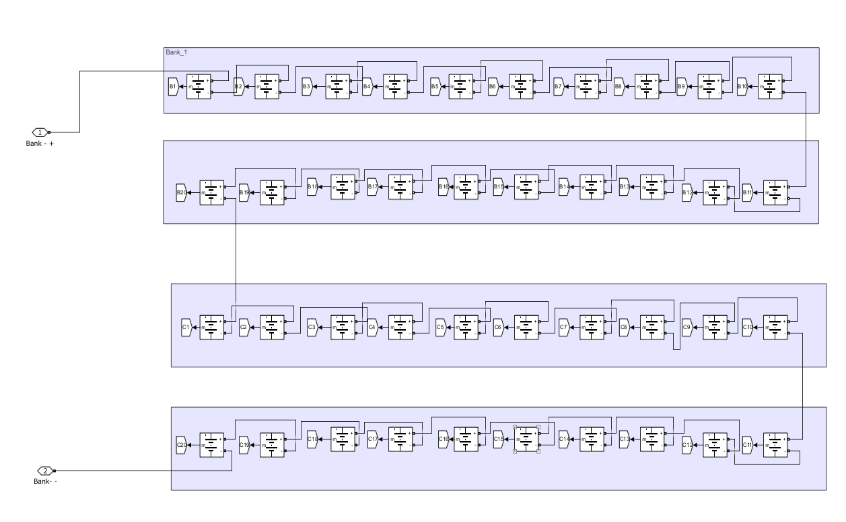 Bank_1
B1 m + - B2 m + - B3 m + - B4 m + - B5 m + - B6 m + - B7 m + - B8 m + - B9 m + - B10 m + -
1
Bank - +
B20 m + - B19 m + - B18 m + - B17 m + - B16 m + - B15 m + - B14 m + - B13 m + - B12 m + - B11 m + -
C1 m + - C2 m + - C3 m + - C4 m + - C5 m + - C6 m + - C7 m + - C8 m + - C9 m + - C10 m + -
C20 m + - C19 m + - C18 m + - C17 m + - C16 m + - C15 m + - C14 m + - C13 m + - C12 m + - C11 m + -
2
Bank- -